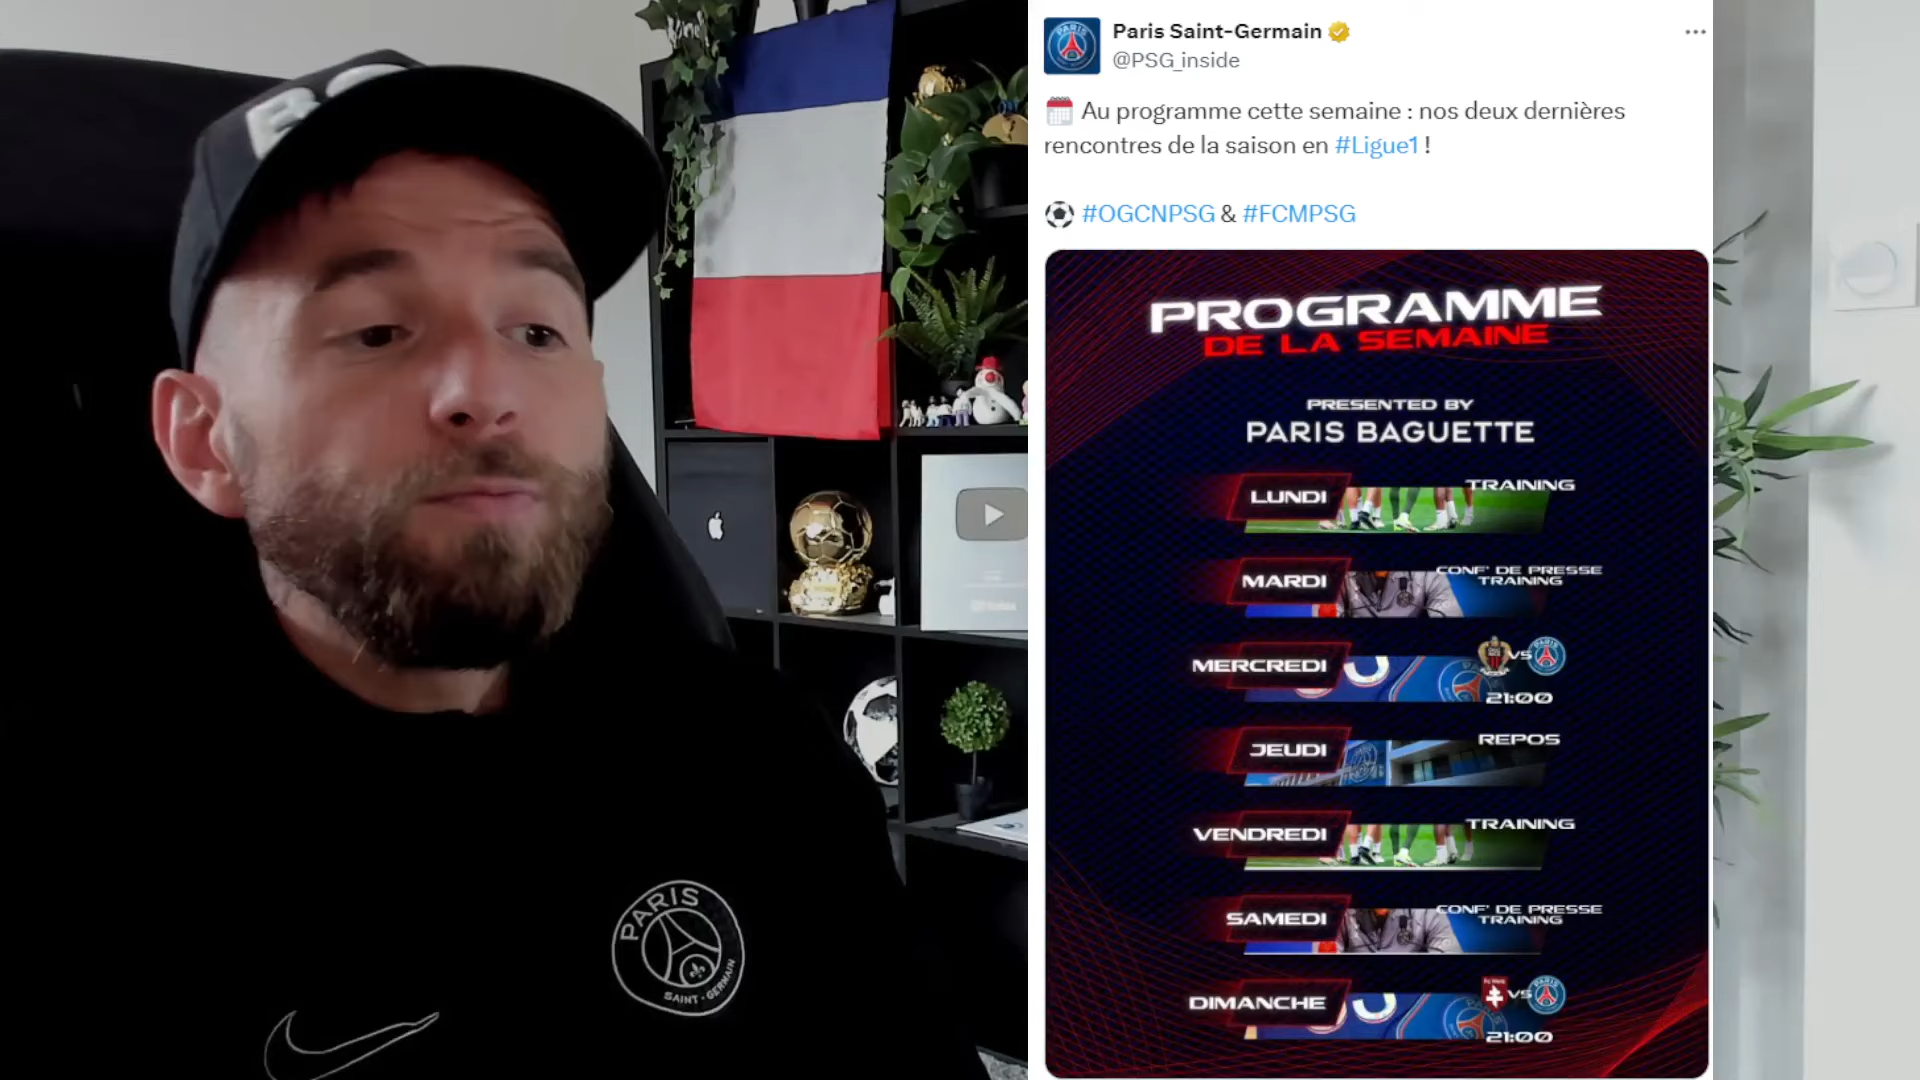 Paris Saint-Germain
@PSG_inside
Au programme cette semaine : nos deux dernières
rencontres de la saison en #Ligue1 !
#OGCNPSG & #FCMPSG
PROGRAMME
DE LA SEMAINE
PRESENTED BY
PARIS BAGUETTE
LUNDI
TRAINING
MARDI
CONF' DE PRESSE
TRAINING
MERCREDI
VS
21:00
JEUDI
REPOS
VENDREDI
TRAINING
SAMEDI
CONF' DE PRESSE
TRAINING
DIMANCHE
VS
21:00
PARIS
SAINT-GERMAIN